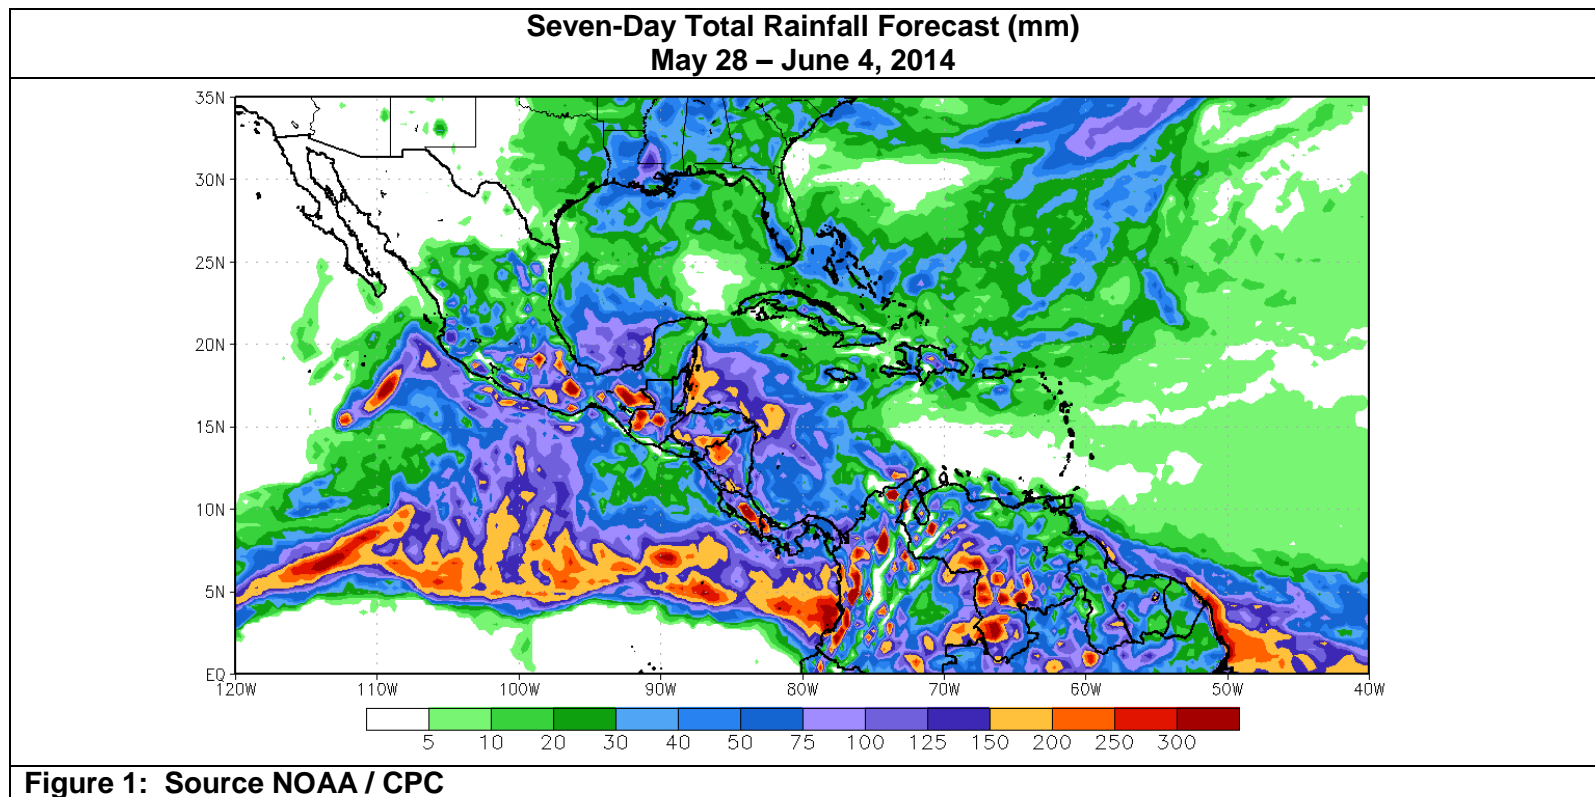 Seven-Day Total Rainfall Forecast (mm)
May 28 – June 4, 2014
35N
30N
25N
20N
15N
10N
5N
EQ
120W 110W 100W 90W 80W 70W 60W 50W 40W
5 10 20 30 40 50 75 100 125 150 200 250 300
Figure 1: Source NOAA / CPC